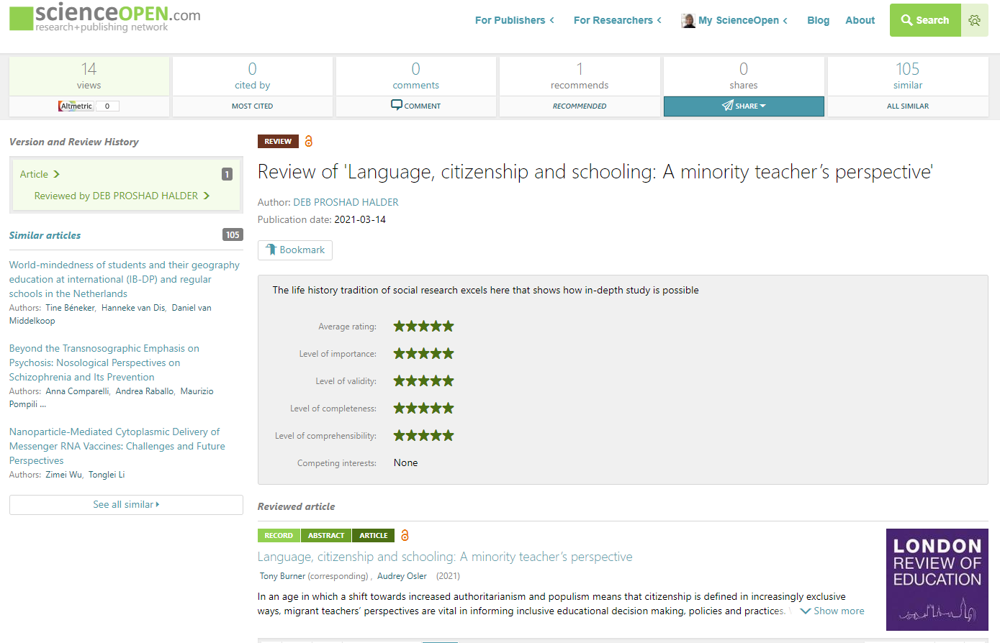 scienceOPEN.com
research+publishing network
For Publishers
For Researchers
My ScienceOpen
Blog
About
Search
14
views
Altmetric 0
0
cited by
MOST CITED
0
comments
COMMENT
1
recommends
RECOMMENDED
0
shares
SHARE
105
similar
ALL SIMILAR
Version and Review History
Article 1
Reviewed by DEB PROSHAD HALDER
Similar articles 105
World-mindedness of students and their geography
education at international (IB-DP) and regular
schools in the Netherlands
Authors: Tine Béneker, Hanneke van Dis, Daniel van
Middelkoop
Beyond the Transnosographic Emphasis on
Psychosis: Nosological Perspectives on
Schizophrenia and Its Prevention
Authors: Anna Comparelli, Andrea Raballo, Maurizio
Pompili ...
Nanoparticle-Mediated Cytoplasmic Delivery of
Messenger RNA Vaccines: Challenges and Future
Perspectives
Authors: Zimei Wu, Tonglei Li
See all similar
REVIEW
Review of 'Language, citizenship and schooling: A minority teacher’s perspective'
Author: DEB PROSHAD HALDER
Publication date: 2021-03-14
Bookmark
The life history tradition of social research excels here that shows how in-depth study is possible
Average rating:
Level of importance:
Level of validity:
Level of completeness:
Level of comprehensibility:
Competing interests: None
Reviewed article
RECORD ABSTRACT ARTICLE
Language, citizenship and schooling: A minority teacher’s perspective
Tony Burner (corresponding) , Audrey Osler (2021)
In an age in which a shift towards increased authoritarianism and populism means that citizenship is defined in increasingly exclusive
ways, migrant teachers’ perspectives are vital in informing inclusive educational decision making, policies and practices. Show more
LONDON
REVIEW OF
EDUCATION